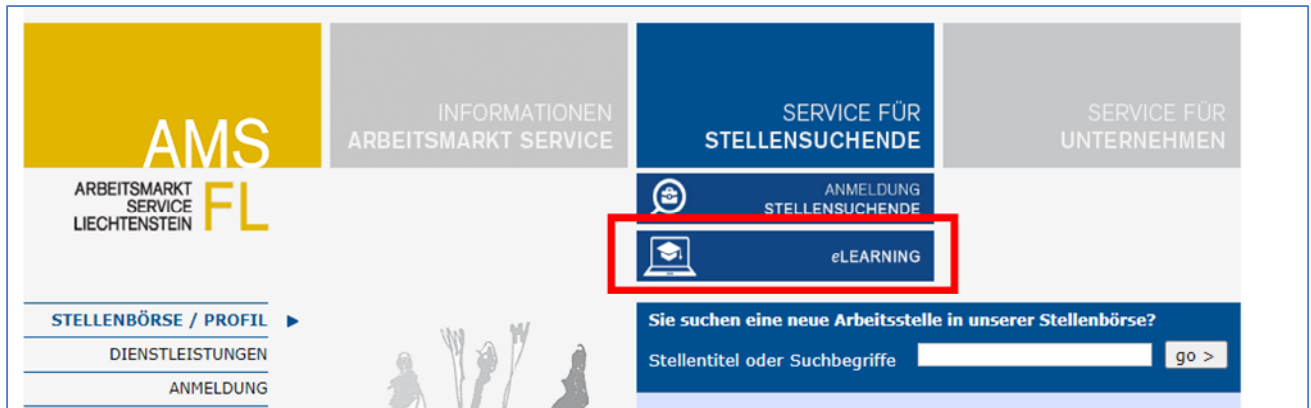 AMS
ARBEITSMARKT
SERVICE
LIECHTENSTEIN
FL
INFORMATIONEN
ARBEITSMARKT SERVICE
SERVICE FÜR
STELLENSUCHENDE
SERVICE FÜR
UNTERNEHMEN
ANMELDUNG
STELLENSUCHENDE
eLEARNING
STELLENBÖRSE / PROFIL
DIENSTLEISTUNGEN
ANMELDUNG
Sie suchen eine neue Arbeitsstelle in unserer Stellenbörse?
Stellentitel oder Suchbegriffe
go >